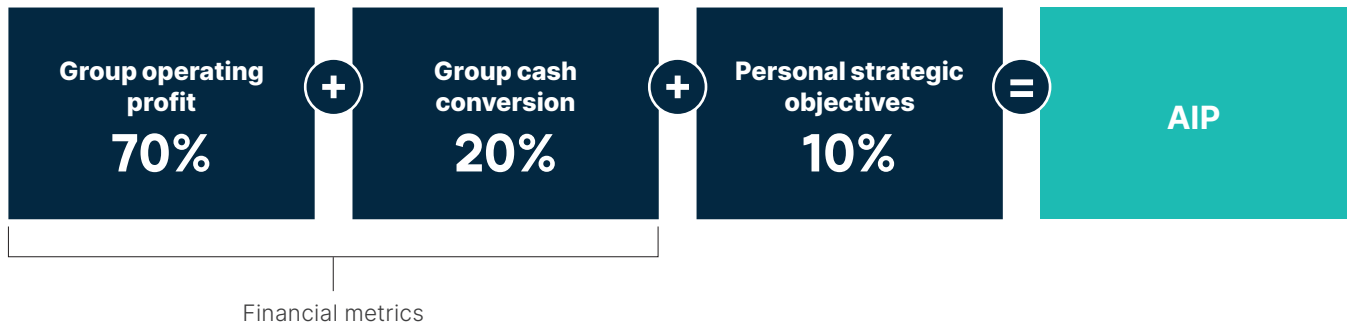 Group operating
profit
70%
+
Group cash
conversion
20%
+
Personal strategic
objectives
10%
=
AIP
Financial metrics